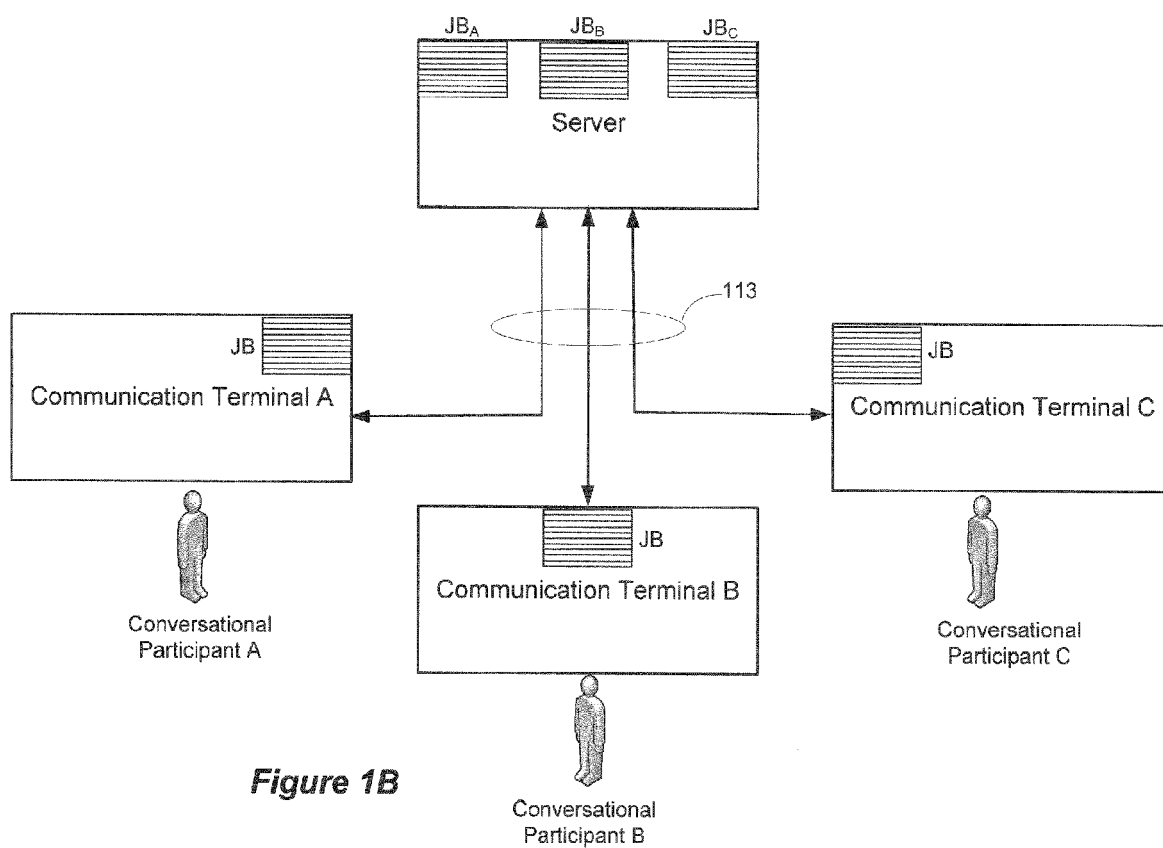 JBA JBB JBC
Server
113
JB
Communication Terminal A
JB
Communication Terminal C
JB
Communication Terminal B
Conversational
Participant A
Conversational
Participant C
Figure 1B
Conversational
Participant B